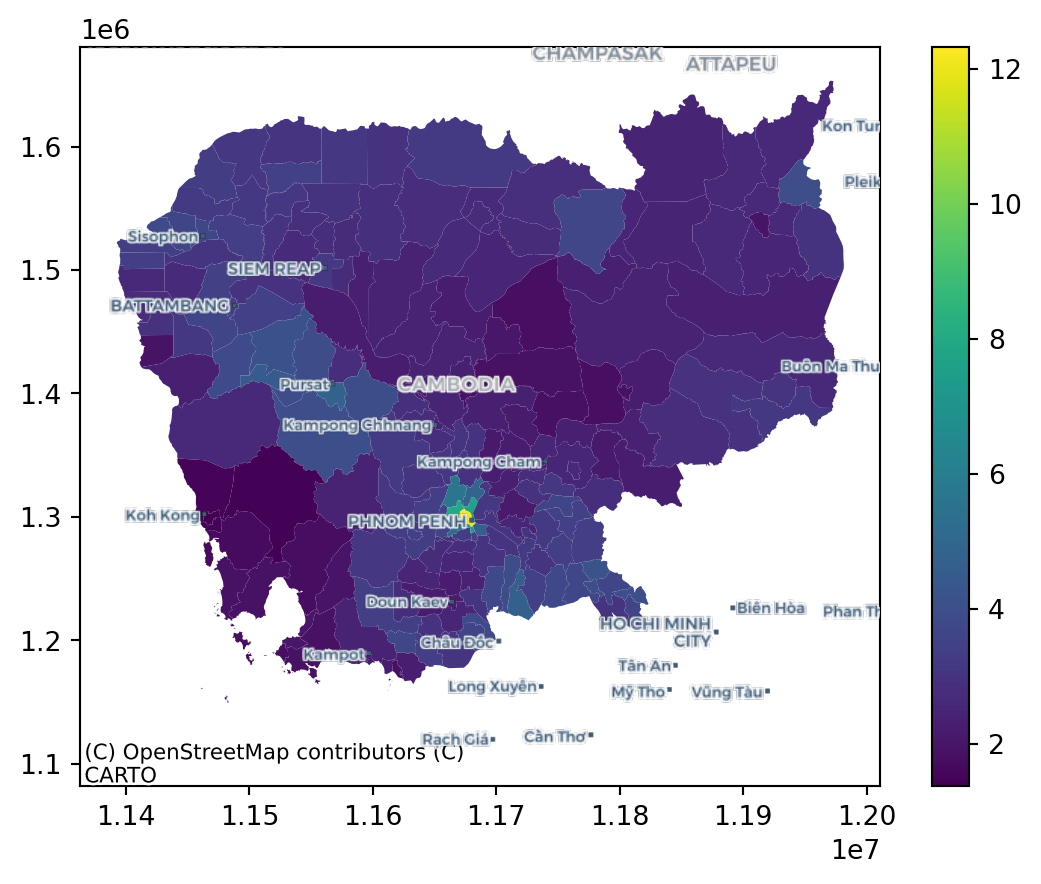 1e6
CHAMPASAK
ATTAPEU
12
Kon Tur
1.6
Pleik
10
Sisophon
1.5
SIEM REAP
BATTAMBANG
8
Buôn Ma Thu
Pursat
CAMBODIA
1.4
Kampong Chhnang
Kampong Cham
6
Koh Kong
PHNOM PENH
1.3
Doun Kaev
Biên Hòa
Phan Th
4
HO CHI MINH
CITY
1.2
Châu Đốc
Kampot
Tân An
Long Xuyên
Mỹ Tho
Vũng Tàu
Rạch Giá
Cần Thơ
2
(C) OpenStreetMap contributors (C)
CARTO
1.1
1.14 1.15 1.16 1.17 1.18 1.19 1.20
1e7